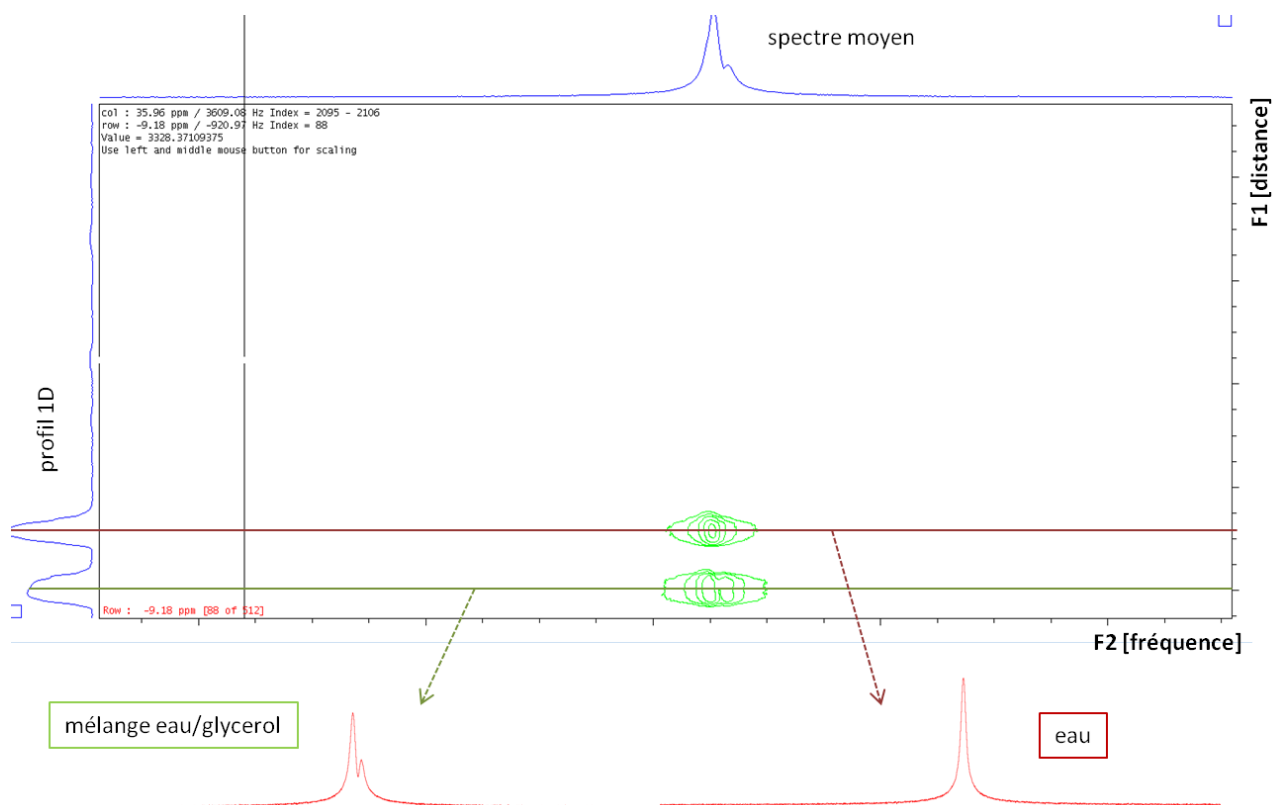 spectre moyen
col : 35.96 ppm / 3609.08 Hz Index = 2095 - 2106
row : -9.18 ppm / -920.97 Hz Index = 88
Value = 3328.37109375
Use left and middle mouse button for scaling
F1 [distance]
profil 1D
Row : -9.18 ppm [88 of 512]
F2 [fréquence]
mélange eau/glycerol
eau